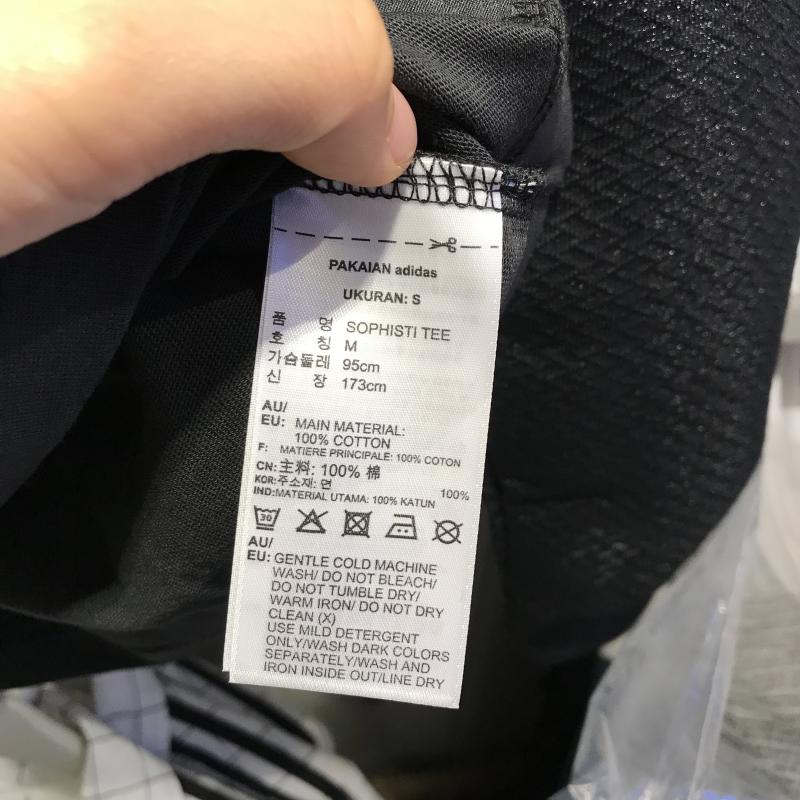 PAKAIAN adidas
UKURAN: S
품 명 SOPHISTI TEE
호 칭 M
가슴둘레 95cm
신 장 173cm
AU/
EU: MAIN MATERIAL:
100% COTTON
F: MATIERE PRINCIPALE: 100% COTON
CN: 主料: 100% 棉
KOR: 주소재: 면 100%
IND: MATERIAL UTAMA: 100% KATUN
30
AU/
EU: GENTLE COLD MACHINE
WASH/ DO NOT BLEACH/
DO NOT TUMBLE DRY/
WARM IRON/ DO NOT DRY
CLEAN (X)
USE MILD DETERGENT
ONLY/WASH DARK COLORS
SEPARATELY/WASH AND
IRON INSIDE OUT/LINE DRY